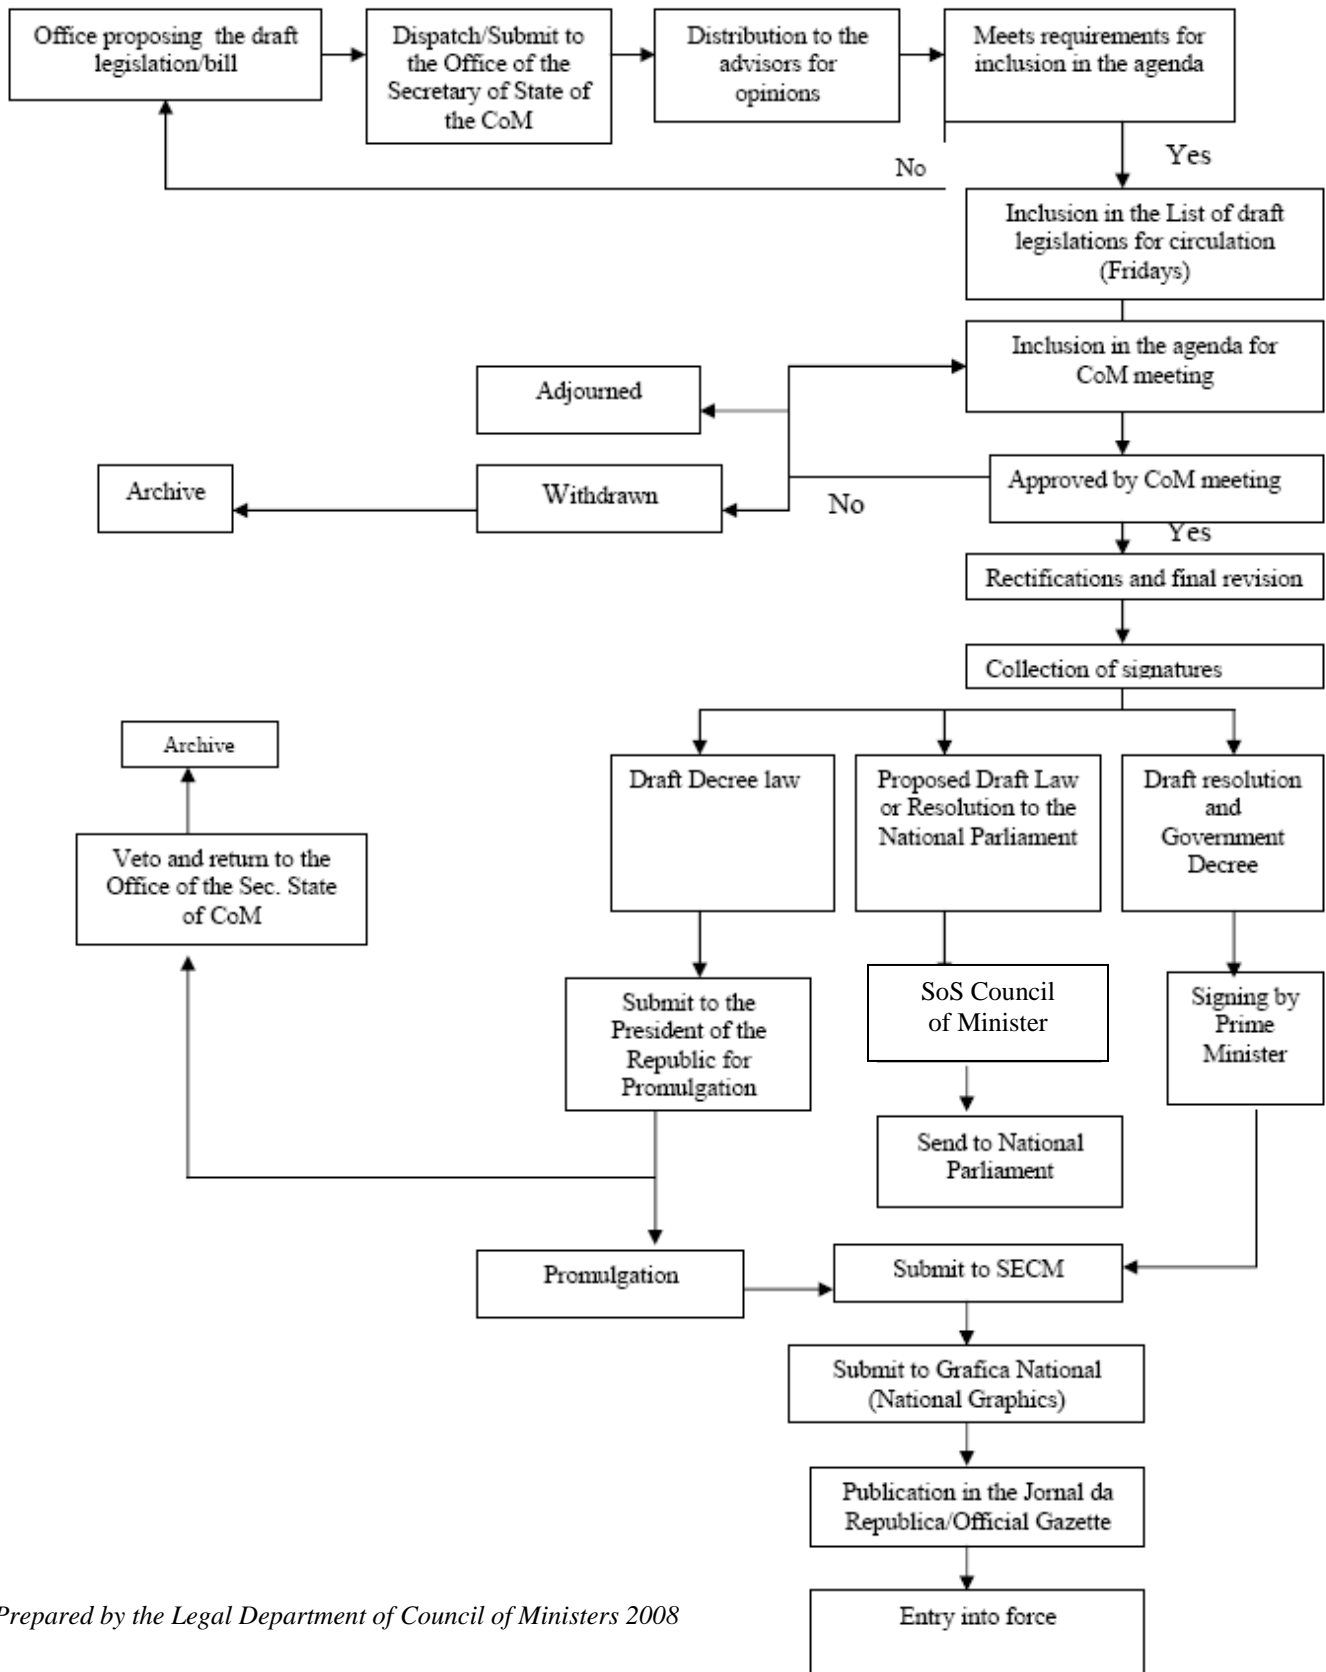 Office proposing the draft
legislation/bill
Dispatch/Submit to
the Office of the
Secretary of State of
the CoM
Distribution to the
advisors for
opinions
Meets requirements for
inclusion in the agenda
Yes
No
Inclusion in the List of draft
legislations for circulation
(Fridays)
Inclusion in the agenda for
CoM meeting
Adjourned
Approved by CoM meeting
Archive
Withdrawn
No
Yes
Rectifications and final revision
Collection of signatures
Archive
Draft Decree law
Proposed Draft Law
or Resolution to the
National Parliament
Draft resolution
and
Government
Decree
Veto and return to the
Office of the Sec. State
of CoM
Submit to the
President of the
Republic for
Promulgation
SoS Council
of Minister
Signing by
Prime
Minister
Send to National
Parliament
Promulgation
Submit to SECM
Submit to Grafica National
(National Graphics)
Publication in the Jornal da
Republica/Official Gazette
Entry into force
Prepared by the Legal Department of Council of Ministers 2008